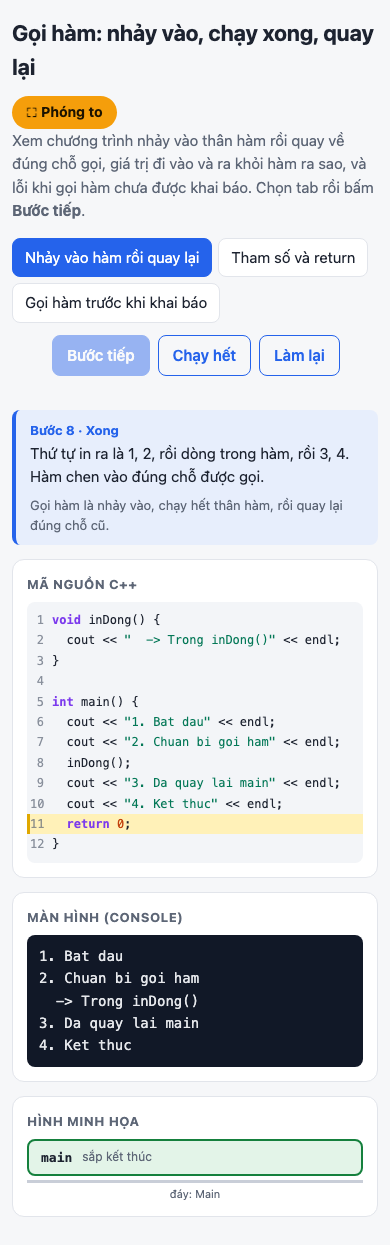 Gọi hàm: nhảy vào, chạy xong, quay
lại
⛶ Phóng to
Xem chương trình nhảy vào thân hàm rồi quay về
đúng chỗ gọi, giá trị đi vào và ra khỏi hàm ra sao, và
lỗi khi gọi hàm chưa được khai báo. Chọn tab rồi bấm
Bước tiếp.
Nhảy vào hàm rồi quay lại
Tham số và return
Gọi hàm trước khi khai báo
Bước tiếp
Chạy hết
Làm lại
Bước 8 · Xong
Thứ tự in ra là 1, 2, rồi dòng trong hàm, rồi 3, 4.
Hàm chen vào đúng chỗ được gọi.
Gọi hàm là nhảy vào, chạy hết thân hàm, rồi quay lại
đúng chỗ cũ.
MÃ NGUỒN C++
1 void inDong() {
2   cout << "  -> Trong inDong()" << endl;
3 }
4
5 int main() {
6   cout << "1. Bat dau" << endl;
7   cout << "2. Chuan bi goi ham" << endl;
8   inDong();
9   cout << "3. Da quay lai main" << endl;
10   cout << "4. Ket thuc" << endl;
11   return 0;
12 }
MÀN HÌNH (CONSOLE)
1. Bat dau
2. Chuan bi goi ham
  -> Trong inDong()
3. Da quay lai main
4. Ket thuc
HÌNH MINH HỌA
main sắp kết thúc
đáy: Main